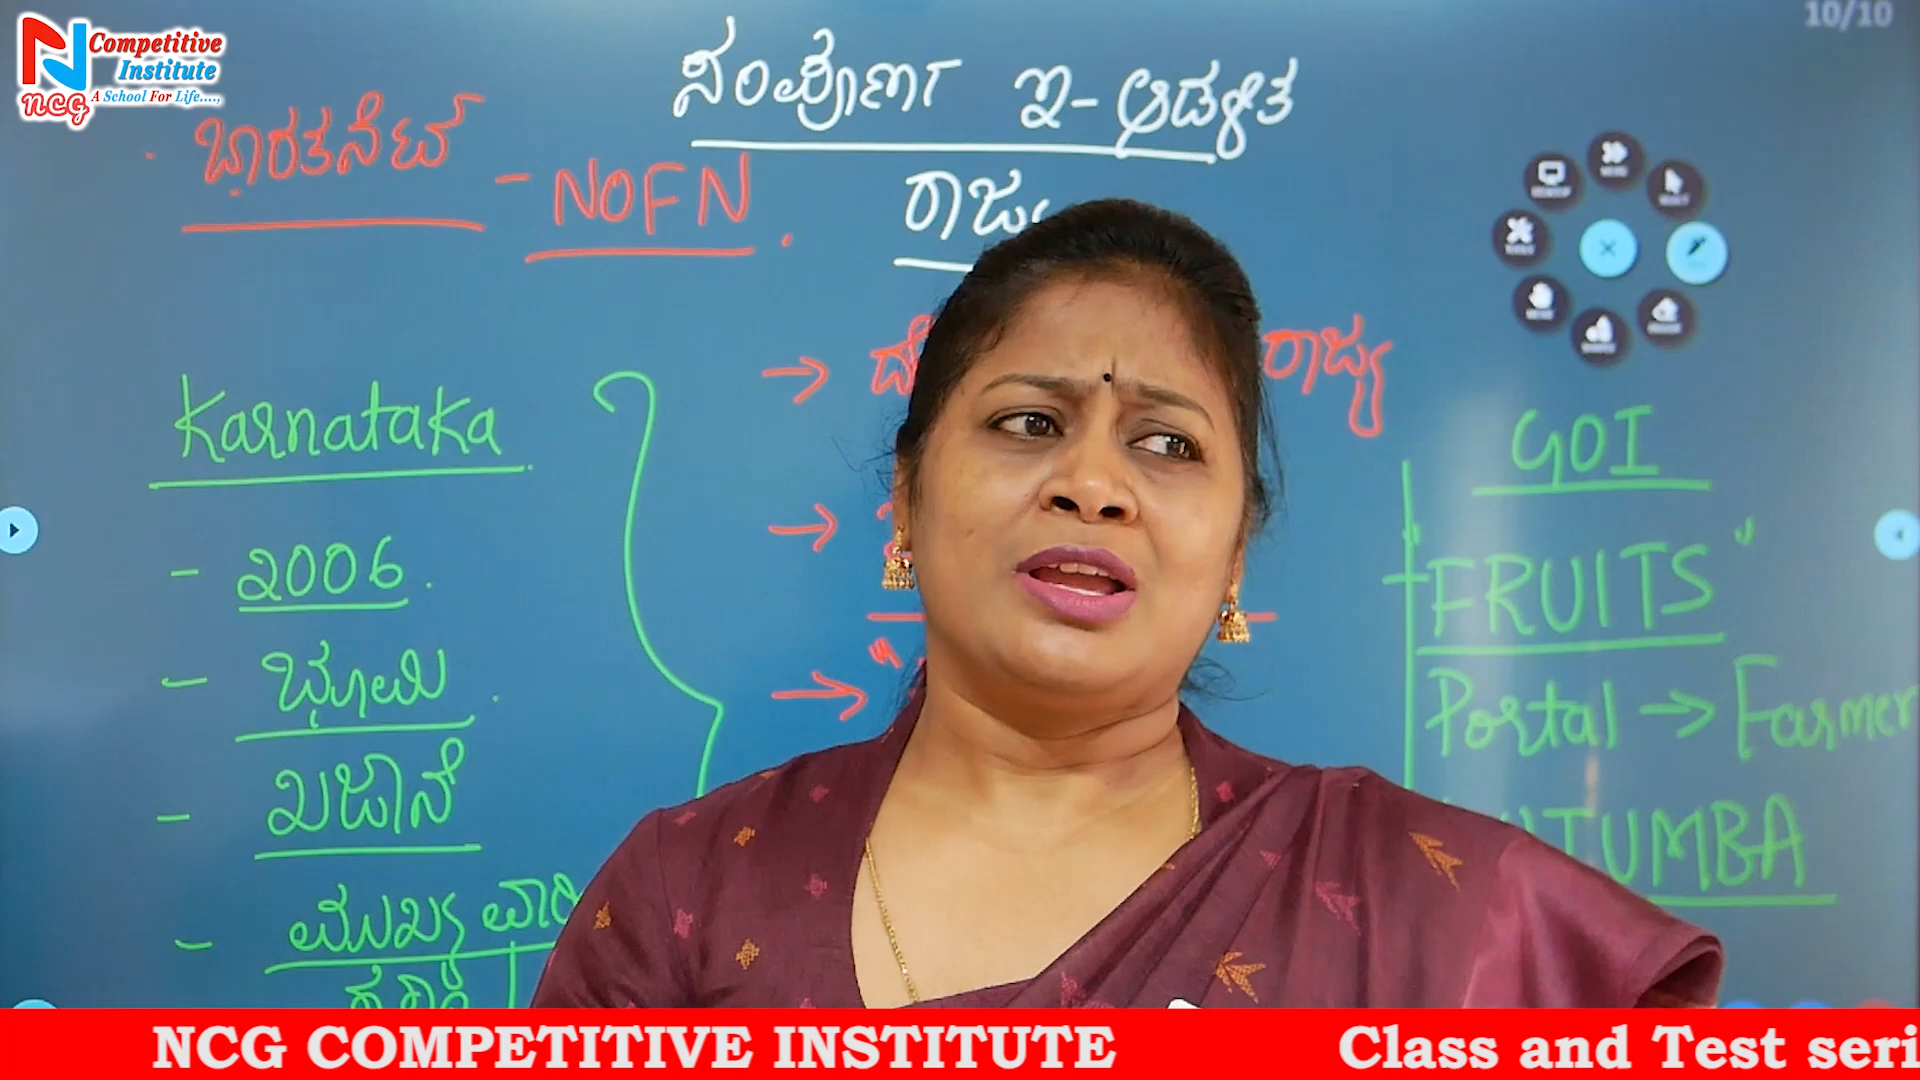 Competitive
Institute
NCG A School For Life....,
10/10
ಸಂಪೂರ್ಣ ಇ-ಆಡಳಿತ
ರಾಜ್ಯ
ಭಾರತನೆಟ್ - NOFN.
→ ರಾಜ್ಯ
→
→
Karnataka
- 2006.
- ಭೂಮಿ.
- ಖಜಾನೆ
- ಮುಖ್ಯ
GOI
"FRUITS"
Portal → Farmer
NCG COMPETITIVE INSTITUTE Class and Test seri